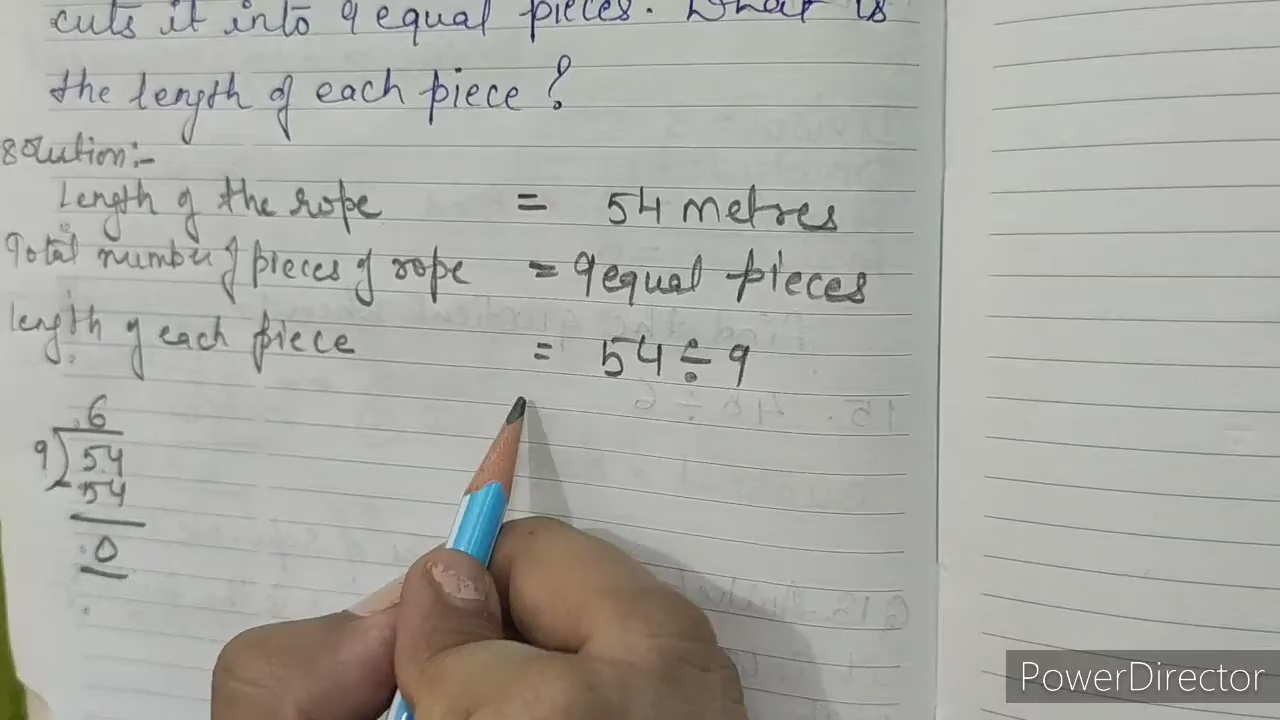 cuts it into 9 equal pieces. What is
the length of each piece ?
Solution:-
Length of the rope = 54 metres
Total number of pieces of rope = 9 equal pieces
length of each piece = 54 ÷ 9
6
9 54
54
0
PowerDirector